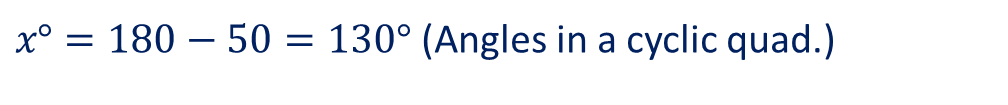 x° = 180 − 50 = 130° (Angles in a cyclic quad.)